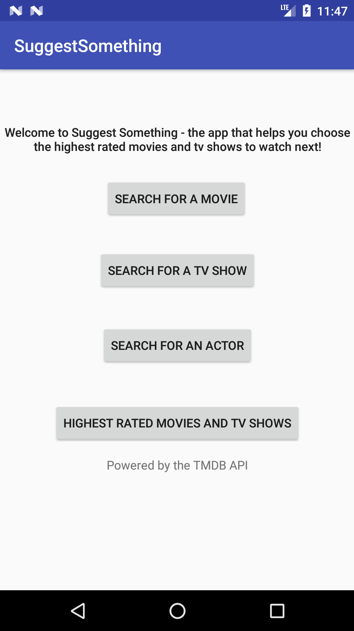 LTE 11:47
SuggestSomething
Welcome to Suggest Something - the app that helps you choose
the highest rated movies and tv shows to watch next!
SEARCH FOR A MOVIE
SEARCH FOR A TV SHOW
SEARCH FOR AN ACTOR
HIGHEST RATED MOVIES AND TV SHOWS
Powered by the TMDB API